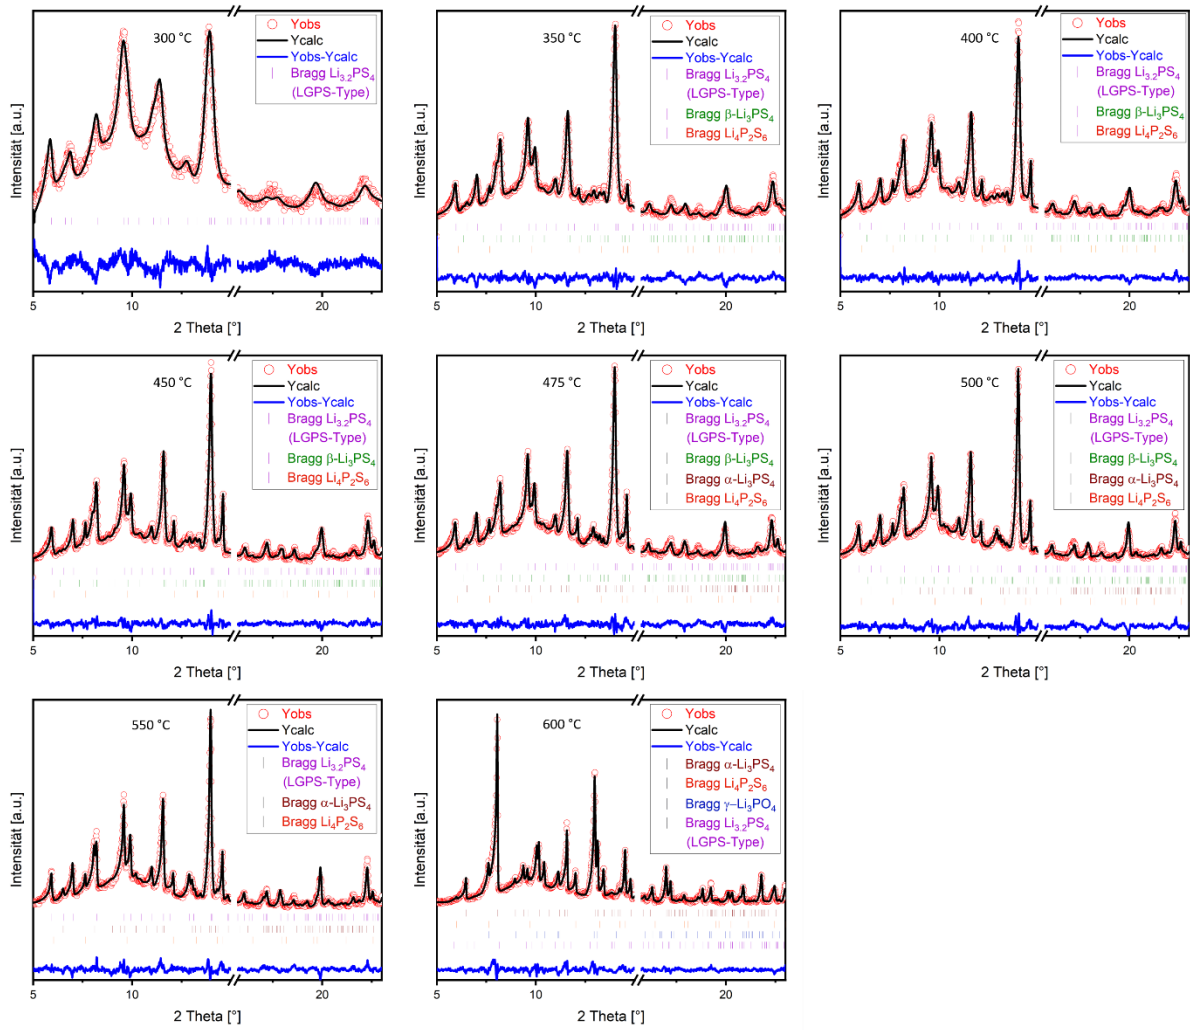 300 °C
Yobs
Ycalc
Yobs-Ycalc
Bragg Li₃.₂PS₄
(LGPS-Type)
Intensität [a.u.]
5 10 20
2 Theta [°]
350 °C
Yobs
Ycalc
Yobs-Ycalc
Bragg Li₃.₂PS₄
(LGPS-Type)
Bragg β-Li₃PS₄
Bragg Li₄P₂S₆
Intensität [a.u.]
5 10 20
2 Theta [°]
400 °C
Yobs
Ycalc
Yobs-Ycalc
Bragg Li₃.₂PS₄
(LGPS-Type)
Bragg β-Li₃PS₄
Bragg Li₄P₂S₆
Intensität [a.u.]
5 10 20
2 Theta [°]
450 °C
Yobs
Ycalc
Yobs-Ycalc
Bragg Li₃.₂PS₄
(LGPS-Type)
Bragg β-Li₃PS₄
Bragg Li₄P₂S₆
Intensität [a.u.]
5 10 20
2 Theta [°]
475 °C
Yobs
Ycalc
Yobs-Ycalc
Bragg Li₃.₂PS₄
(LGPS-Type)
Bragg β-Li₃PS₄
Bragg α-Li₃PS₄
Bragg Li₄P₂S₆
Intensität [a.u.]
5 10 20
2 Theta [°]
500 °C
Yobs
Ycalc
Yobs-Ycalc
Bragg Li₃.₂PS₄
(LGPS-Type)
Bragg β-Li₃PS₄
Bragg α-Li₃PS₄
Bragg Li₄P₂S₆
Intensität [a.u.]
5 10 20
2 Theta [°]
550 °C
Yobs
Ycalc
Yobs-Ycalc
Bragg Li₃.₂PS₄
(LGPS-Type)
Bragg α-Li₃PS₄
Bragg Li₄P₂S₆
Intensität [a.u.]
5 10 20
2 Theta [°]
600 °C
Yobs
Ycalc
Yobs-Ycalc
Bragg α-Li₃PS₄
Bragg Li₄P₂S₆
Bragg γ–Li₃PO₄
Bragg Li₃.₂PS₄
(LGPS-Type)
Intensität [a.u.]
5 10 20
2 Theta [°]